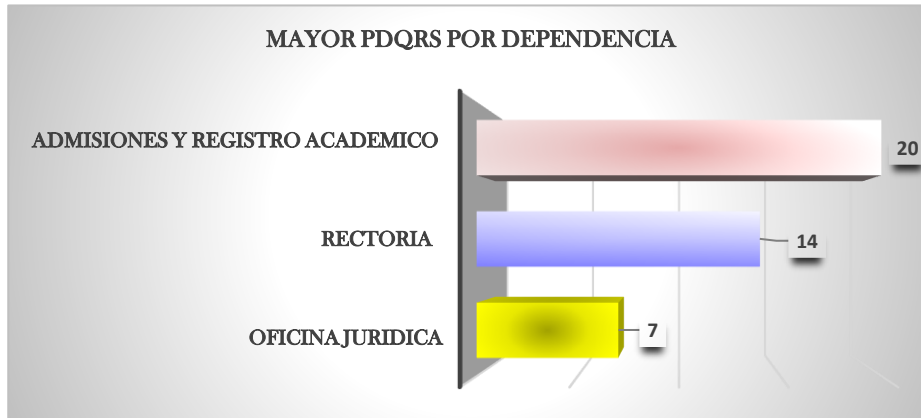 MAYOR PDQRS POR DEPENDENCIA
ADMISIONES Y REGISTRO ACADEMICO
20
RECTORIA
14
OFICINA JURIDICA
7